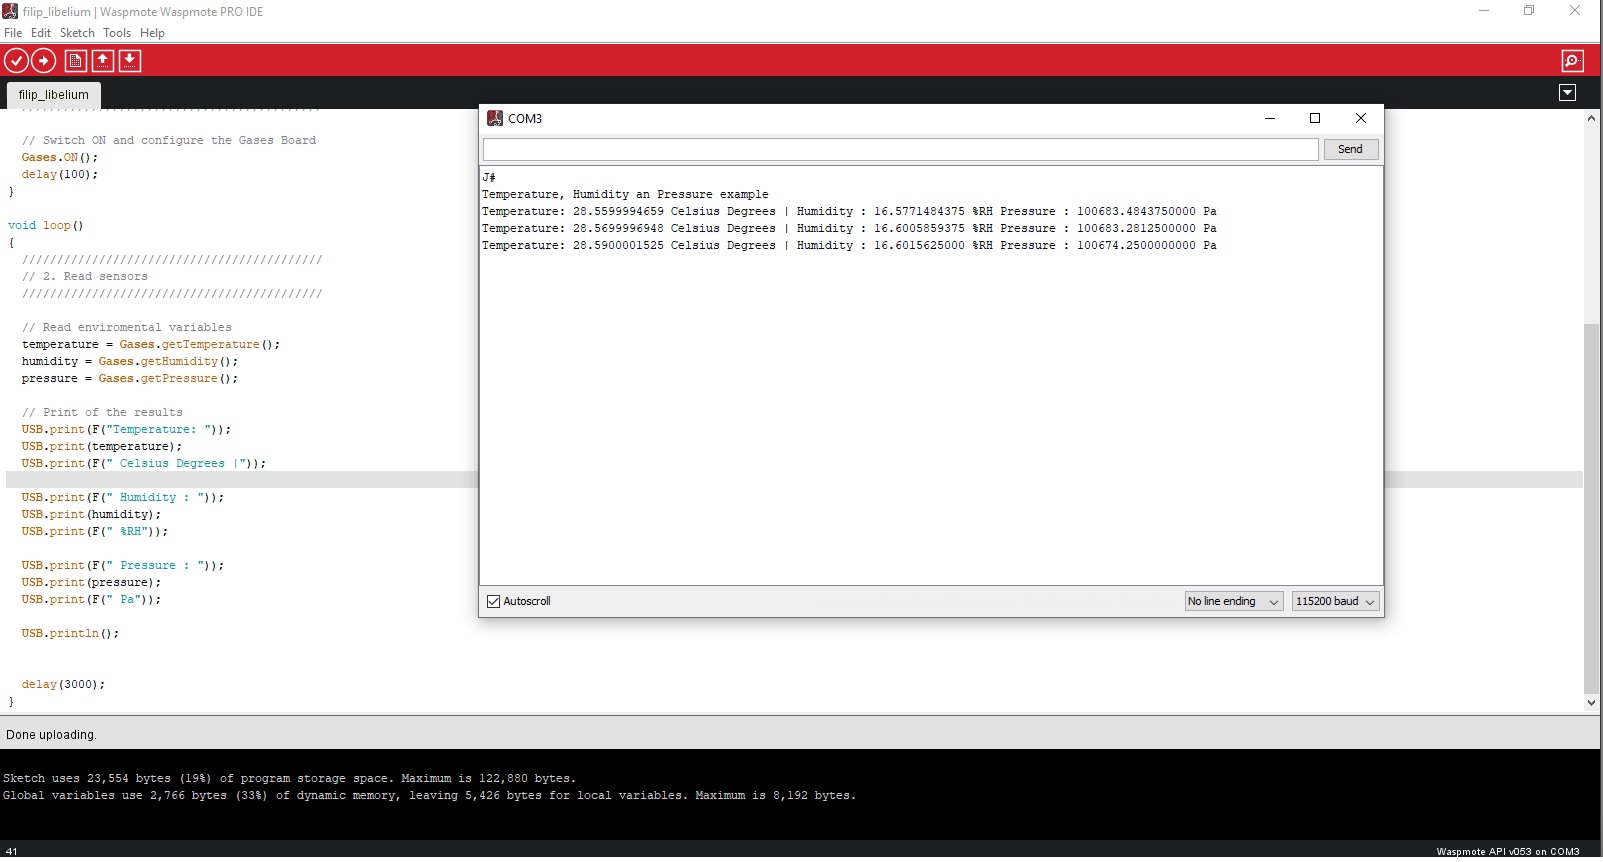 filip_libelium | Waspmote Waspmote PRO IDE
File Edit Sketch Tools Help
filip_libelium
///////////////////////////////////////////
// Switch ON and configure the Gases Board
Gases.ON();
delay(100);
}
void loop()
{
///////////////////////////////////////////
// 2. Read sensors
///////////////////////////////////////////
// Read enviromental variables
temperature = Gases.getTemperature();
humidity = Gases.getHumidity();
pressure = Gases.getPressure();
// Print of the results
USB.print(F("Temperature: "));
USB.print(temperature);
USB.print(F(" Celsius Degrees |"));
USB.print(F(" Humidity : "));
USB.print(humidity);
USB.print(F(" %RH"));
USB.print(F(" Pressure : "));
USB.print(pressure);
USB.print(F(" Pa"));
USB.println();
delay(3000);
}
COM3
Send
J#
Temperature, Humidity an Pressure example
Temperature: 28.5599994659 Celsius Degrees | Humidity : 16.5771484375 %RH Pressure : 100683.4843750000 Pa
Temperature: 28.5699996948 Celsius Degrees | Humidity : 16.6005859375 %RH Pressure : 100683.2812500000 Pa
Temperature: 28.5900001525 Celsius Degrees | Humidity : 16.6015625000 %RH Pressure : 100674.2500000000 Pa
Autoscroll
No line ending
115200 baud
Done uploading.
Sketch uses 23,554 bytes (19%) of program storage space. Maximum is 122,880 bytes.
Global variables use 2,766 bytes (33%) of dynamic memory, leaving 5,426 bytes for local variables. Maximum is 8,192 bytes.
41
Waspmote API v053 on COM3